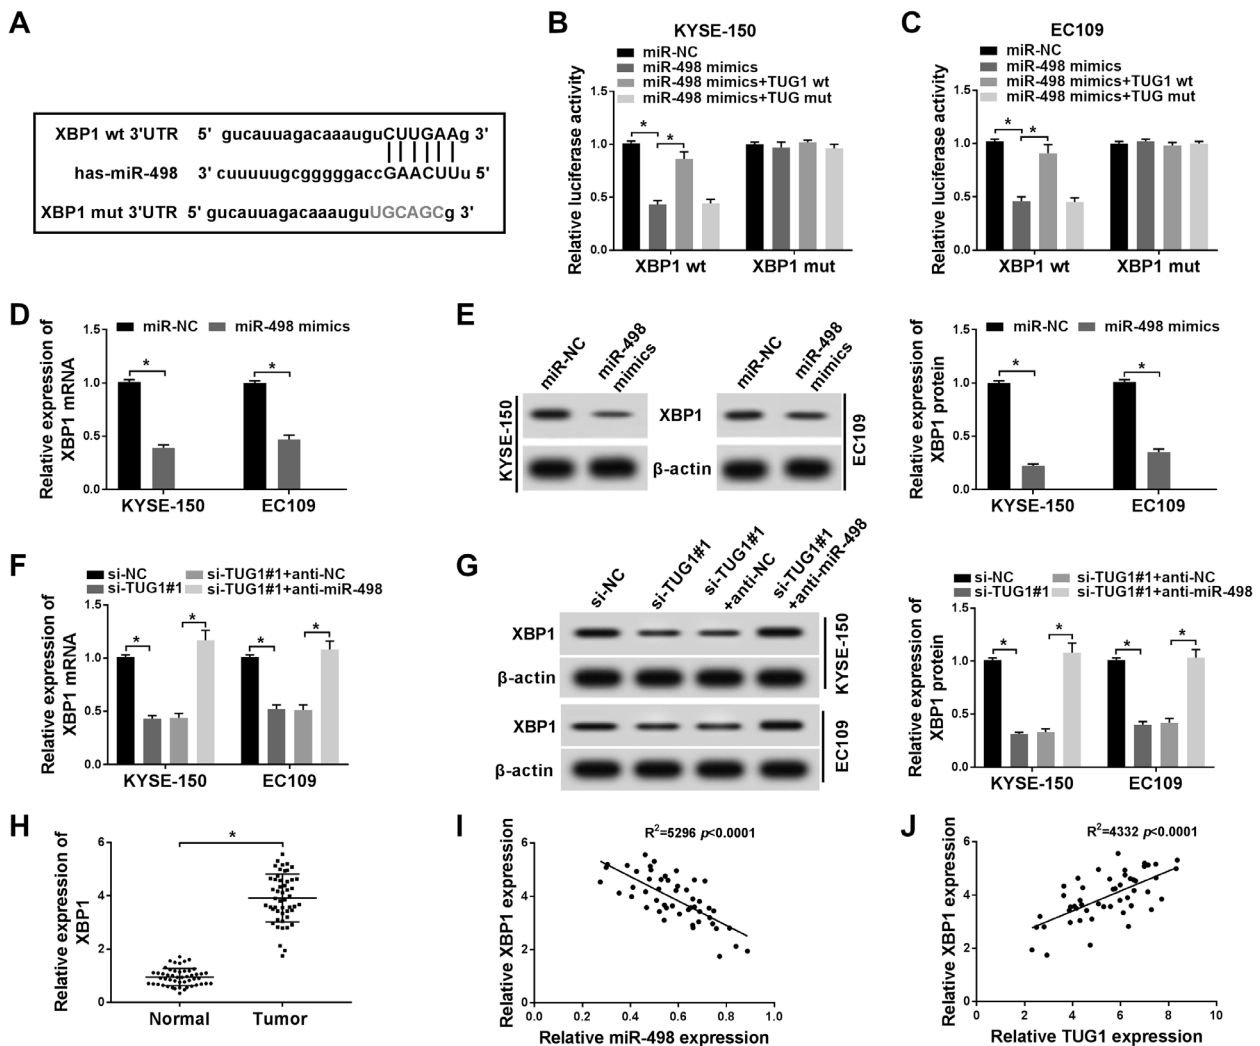 A
XBP1 wt 3'UTR 5' gucauuagacaaauguCUUGAAg 3'
has-miR-498 3' cuuuuugcgggggaccGAACUUu 5'
XBP1 mut 3'UTR 5' gucauuagacaaauguUGCAGCg 3'
B
KYSE-150
miR-NC
miR-498 mimics
miR-498 mimics+TUG1 wt
miR-498 mimics+TUG mut
Relative luciferase activity
1.5
1.0
0.5
0.0
* *
XBP1 wt XBP1 mut
C
EC109
miR-NC
miR-498 mimics
miR-498 mimics+TUG1 wt
miR-498 mimics+TUG mut
Relative luciferase activity
1.5
1.0
0.5
0.0
* *
XBP1 wt XBP1 mut
D
miR-NC miR-498 mimics
Relative expression of
XBP1 mRNA
1.5
1.0
0.5
0.0
* *
KYSE-150 EC109
E
miR-NC
miR-498
mimics
miR-NC
miR-498
mimics
KYSE-150
XBP1
β-actin
EC109
miR-NC miR-498 mimics
Relative expression of
XBP1 protein
1.5
1.0
0.5
0.0
* *
KYSE-150 EC109
F
si-NC si-TUG1#1+anti-NC
si-TUG1#1 si-TUG1#1+anti-miR-498
Relative expression of
XBP1 mRNA
1.5
1.0
0.5
0.0
* * * *
KYSE-150 EC109
G
si-NC
si-TUG1#1
si-TUG1#1
+anti-NC
si-TUG1#1
+anti-miR-498
XBP1
β-actin
KYSE-150
XBP1
β-actin
EC109
si-NC si-TUG1#1+anti-NC
si-TUG1#1 si-TUG1#1+anti-miR-498
Relative expression of
XBP1 protein
1.5
1.0
0.5
0.0
* * * *
KYSE-150 EC109
H
Relative expression of
XBP1
6
4
2
0
*
Normal Tumor
I
R²=5296 p<0.0001
Relative XBP1 expression
6
4
2
0
0.0 0.2 0.4 0.6 0.8 1.0
Relative miR-498 expression
J
R²=4332 p<0.0001
Relative XBP1 expression
6
4
2
0
0 2 4 6 8 10
Relative TUG1 expression